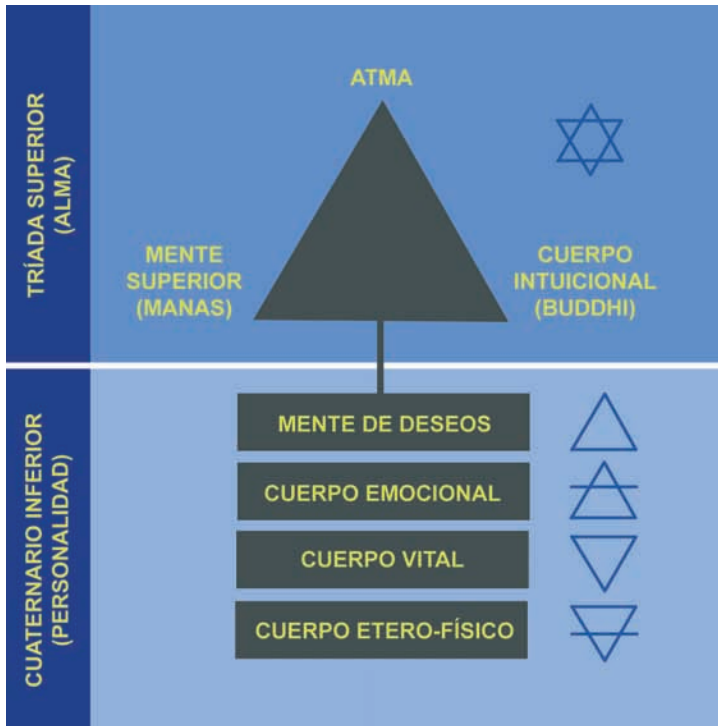 TRÍADA SUPERIOR
(ALMA)
ATMA
MENTE
SUPERIOR
(MANAS)
CUERPO
INTUICIONAL
(BUDDHI)
CUATERNARIO INFERIOR
(PERSONALIDAD)
MENTE DE DESEOS
CUERPO EMOCIONAL
CUERPO VITAL
CUERPO ETERO-FÍSICO